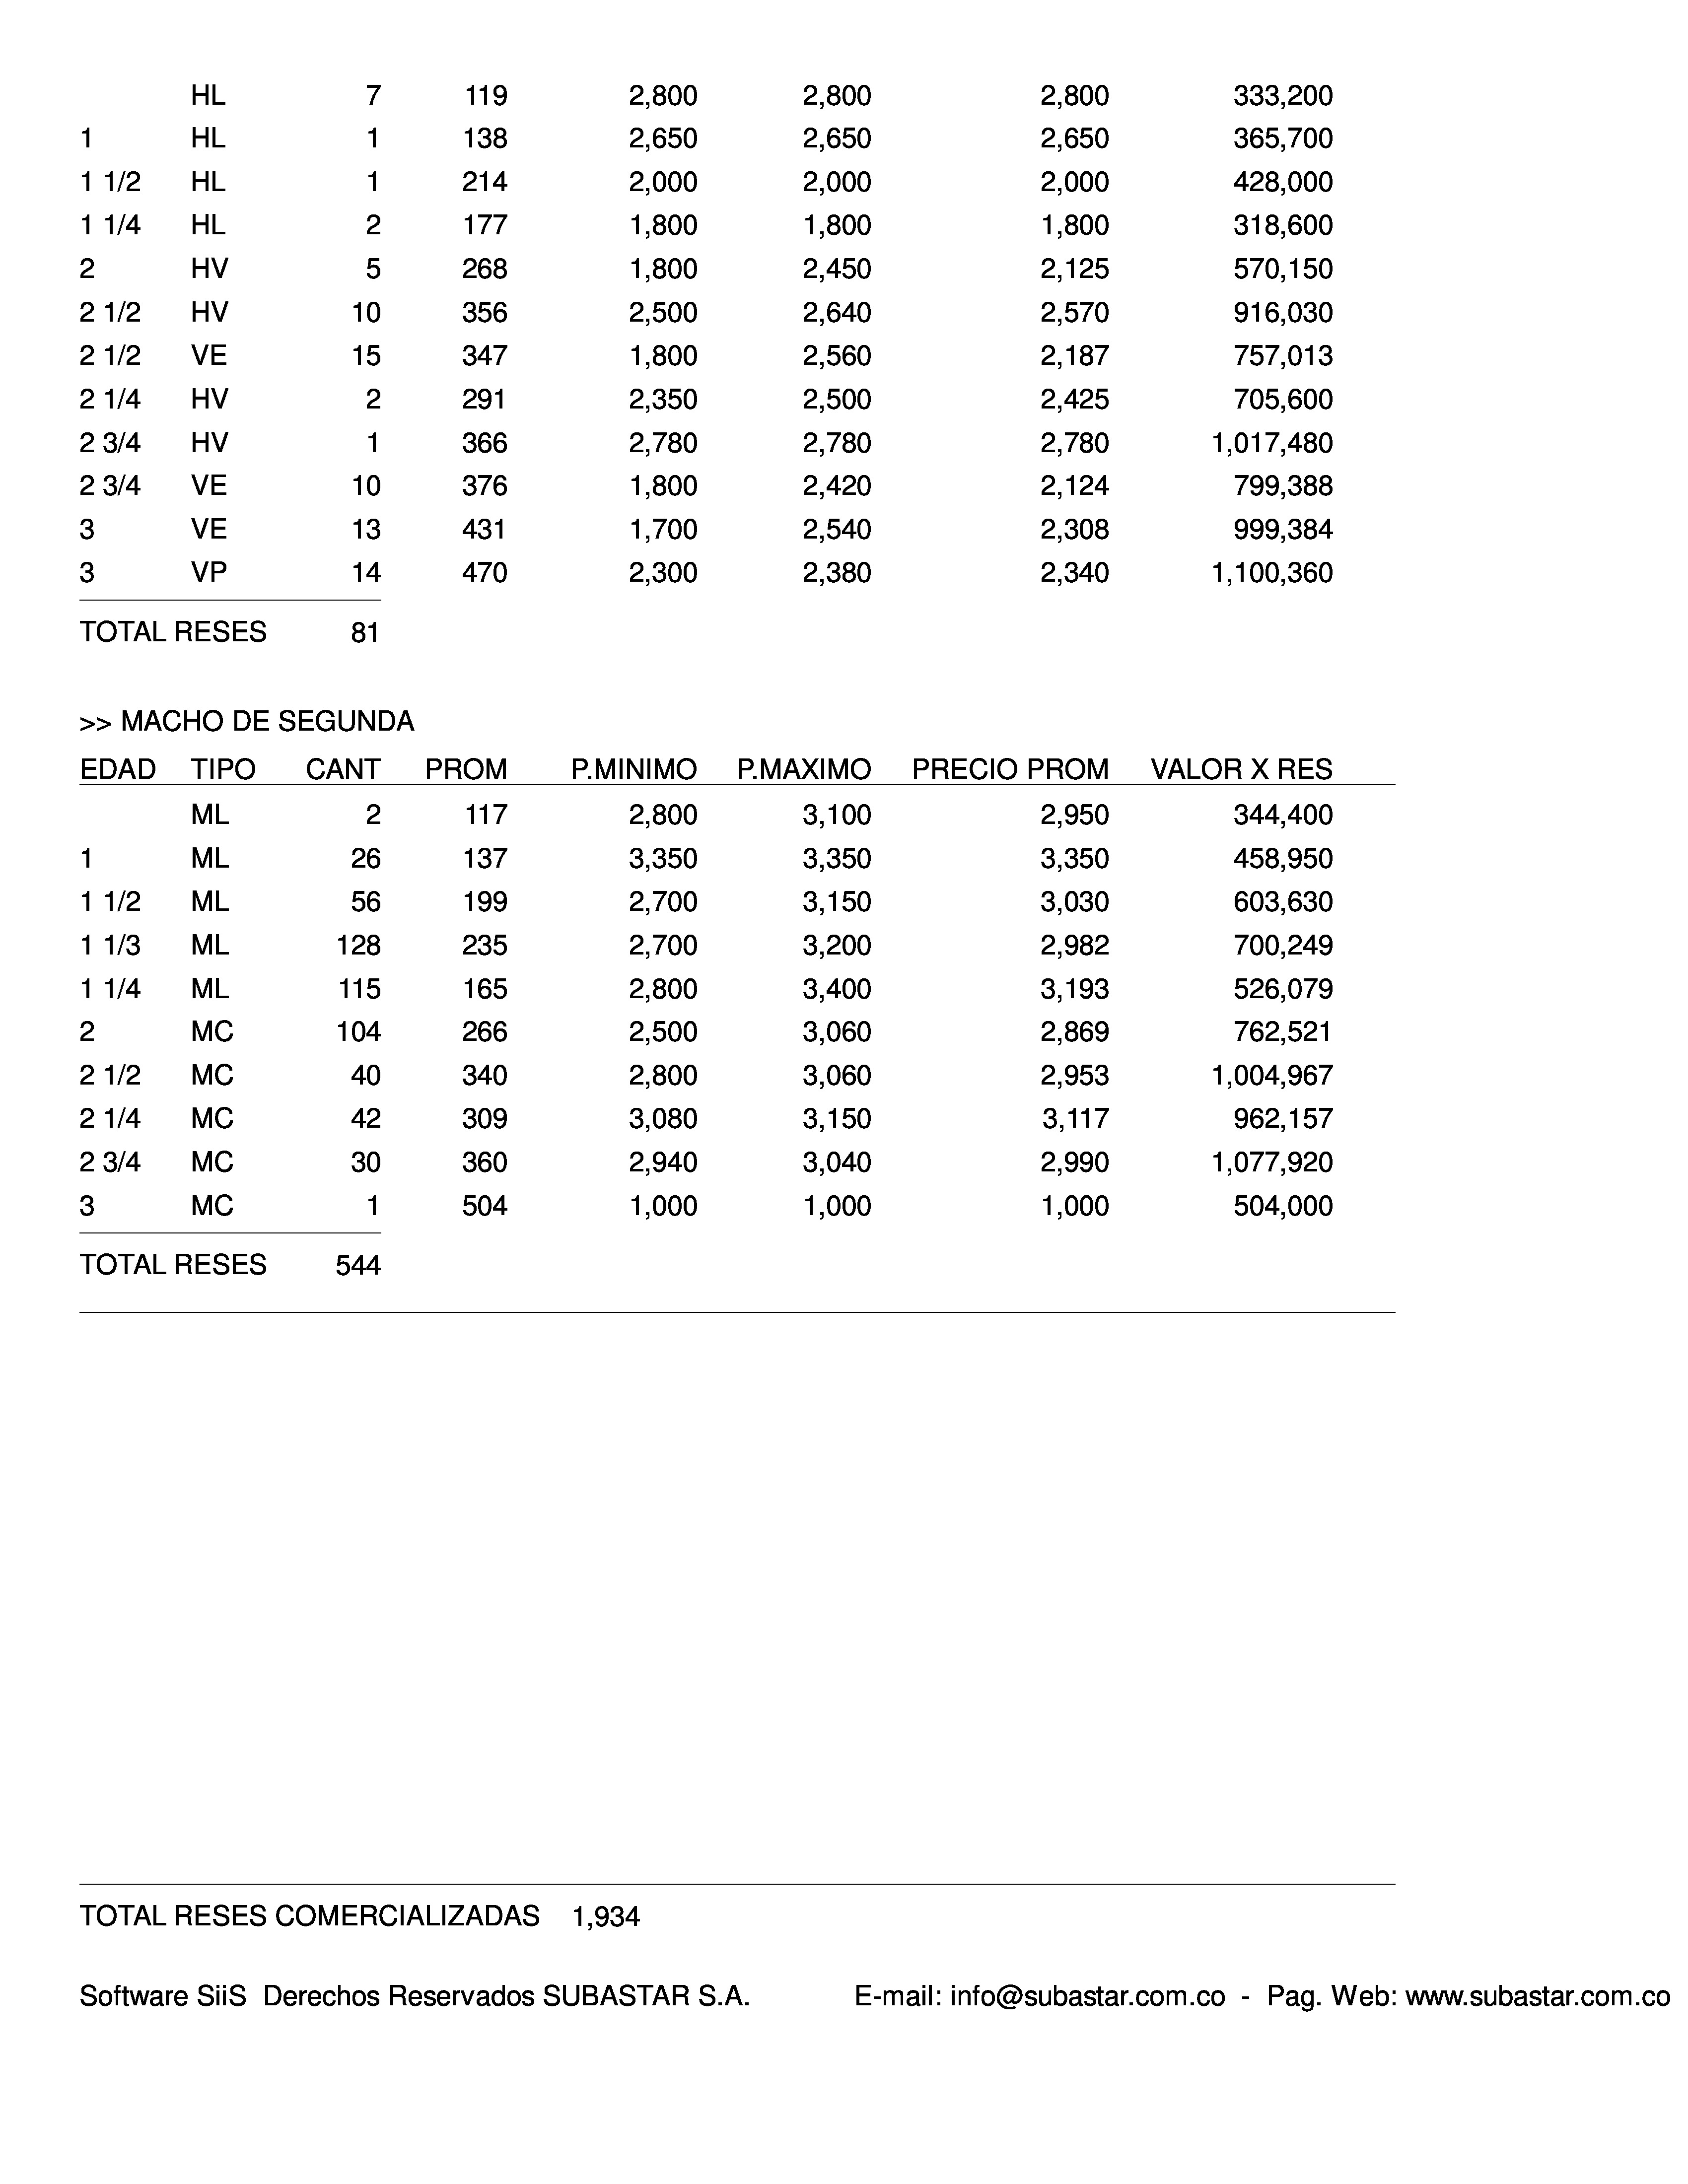 HL 7 119 2,800 2,800 2,800 333,200
1 HL 1 138 2,650 2,650 2,650 365,700
1 1/2 HL 1 214 2,000 2,000 2,000 428,000
1 1/4 HL 2 177 1,800 1,800 1,800 318,600
2 HV 5 268 1,800 2,450 2,125 570,150
2 1/2 HV 10 356 2,500 2,640 2,570 916,030
2 1/2 VE 15 347 1,800 2,560 2,187 757,013
2 1/4 HV 2 291 2,350 2,500 2,425 705,600
2 3/4 HV 1 366 2,780 2,780 2,780 1,017,480
2 3/4 VE 10 376 1,800 2,420 2,124 799,388
3 VE 13 431 1,700 2,540 2,308 999,384
3 VP 14 470 2,300 2,380 2,340 1,100,360
TOTAL RESES 81
>> MACHO DE SEGUNDA
EDAD TIPO CANT PROM P.MINIMO P.MAXIMO PRECIO PROM VALOR X RES
ML 2 117 2,800 3,100 2,950 344,400
1 ML 26 137 3,350 3,350 3,350 458,950
1 1/2 ML 56 199 2,700 3,150 3,030 603,630
1 1/3 ML 128 235 2,700 3,200 2,982 700,249
1 1/4 ML 115 165 2,800 3,400 3,193 526,079
2 MC 104 266 2,500 3,060 2,869 762,521
2 1/2 MC 40 340 2,800 3,060 2,953 1,004,967
2 1/4 MC 42 309 3,080 3,150 3,117 962,157
2 3/4 MC 30 360 2,940 3,040 2,990 1,077,920
3 MC 1 504 1,000 1,000 1,000 504,000
TOTAL RESES 544
TOTAL RESES COMERCIALIZADAS 1,934
Software SiiS Derechos Reservados SUBASTAR S.A. E-mail: info@subastar.com.co - Pag. Web: www.subastar.com.co